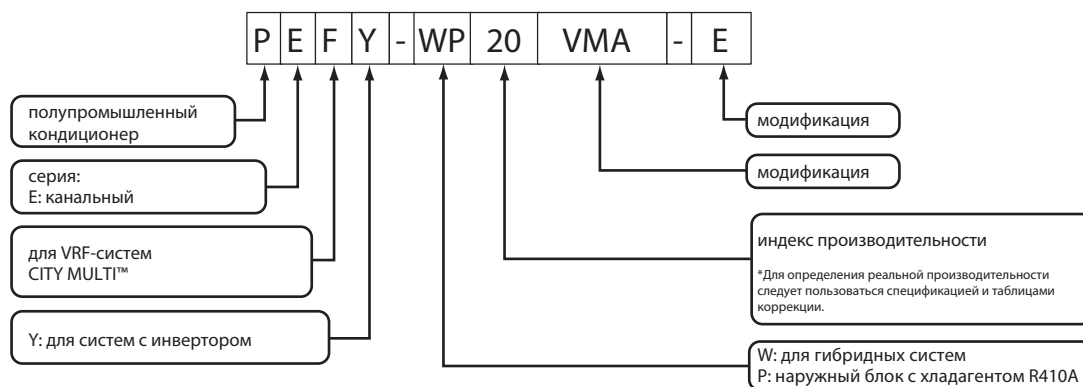 P E F Y - WP 20 VMA - E
полупромышленный
кондиционер
серия:
E: канальный
для VRF-систем
CITY MULTI™
Y: для систем с инвертором
модификация
модификация
индекс производительности
*Для определения реальной производительности
следует пользоваться спецификацией и таблицами
коррекции.
W: для гибридных систем
P: наружный блок с хладагентом R410A